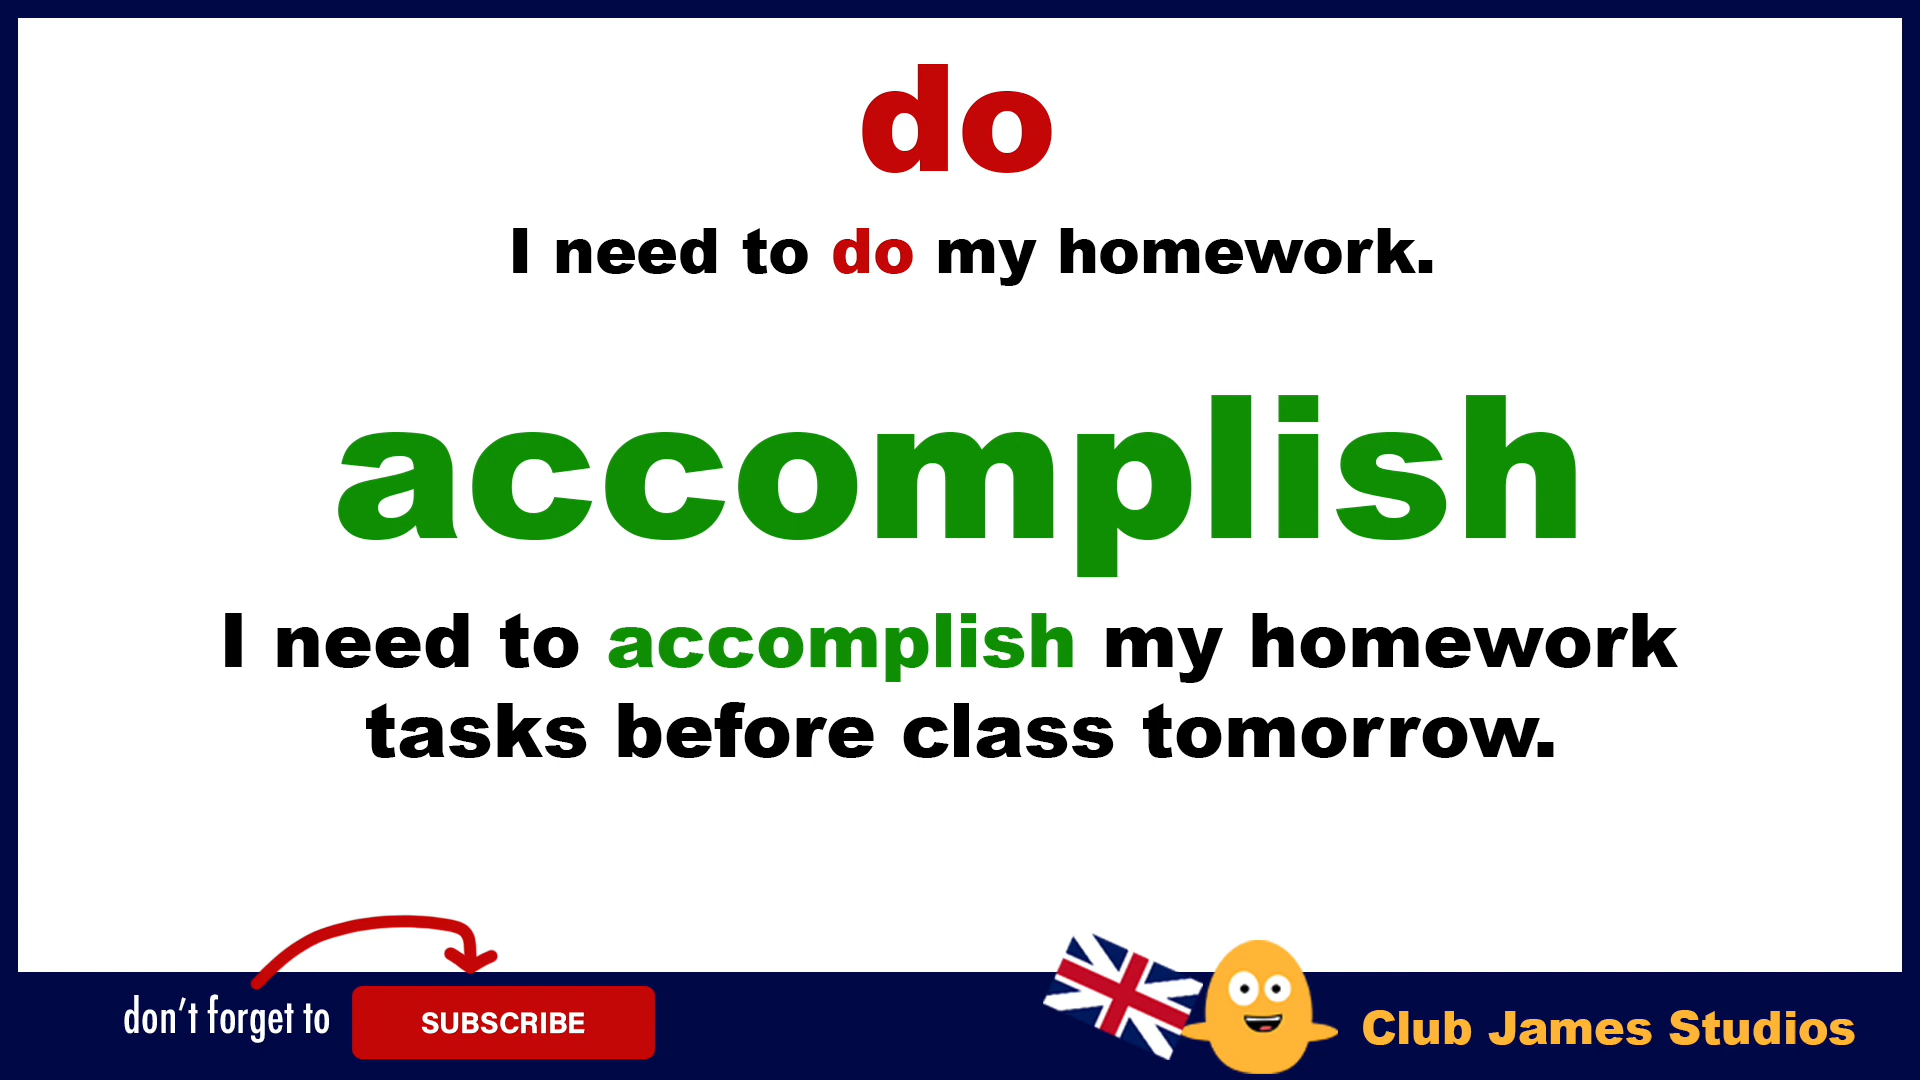 do
I need to do my homework.
accomplish
I need to accomplish my homework
tasks before class tomorrow.
don't forget to
SUBSCRIBE
Club James Studios